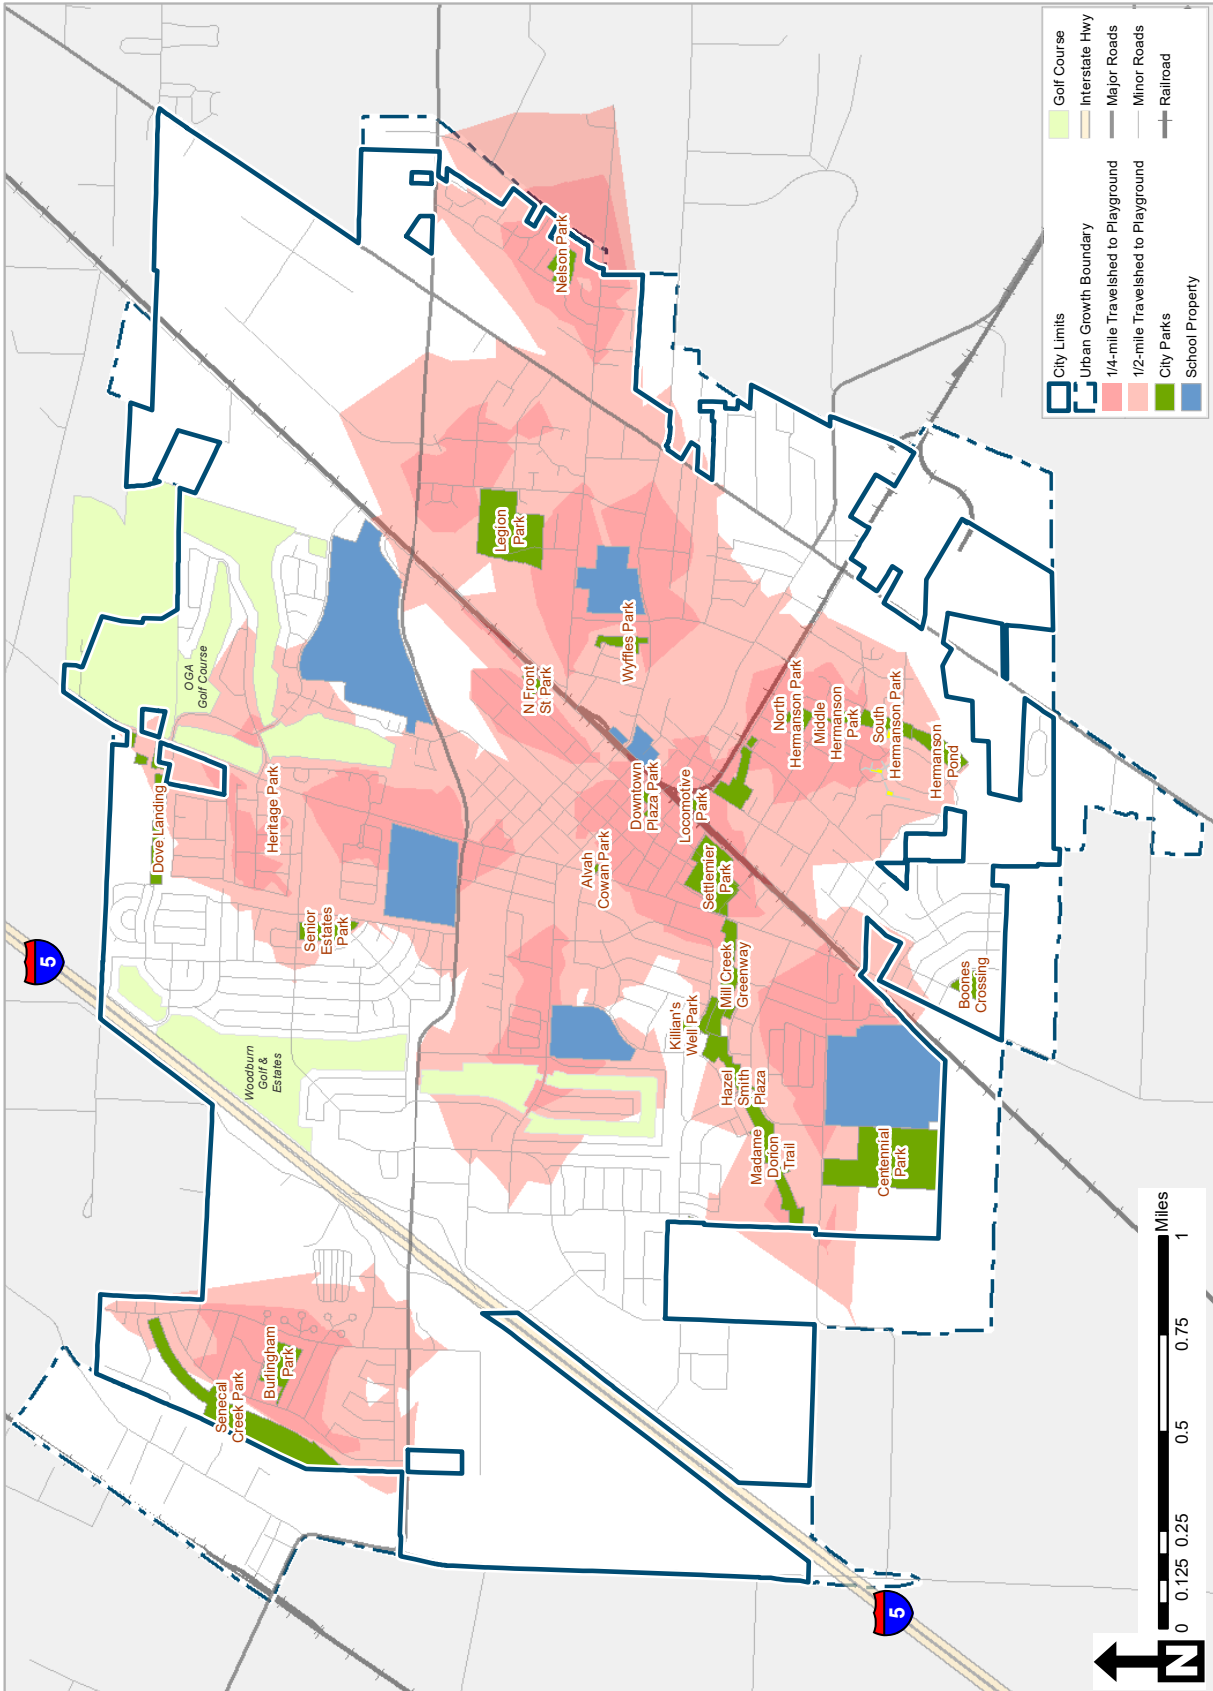 Golf Course
Interstate Hwy
Major Roads
Minor Roads
Railroad
City Limits
Urban Growth Boundary
1/4-mile Travelshed to Playground
1/2-mile Travelshed to Playground
City Parks
School Property
Nelson Park
Legion
Park
Wyffles Park
N Front
St Park
OGA
Golf Course
Dove Landing
Heritage Park
Senior
Estates
Park
Downtown
Plaza Park
Locomotive
Park
Alvah
Cowan Park
Settlemier
Park
North
Hermanson Park
Middle
Hermanson
Park
South
Hermanson Park
Hermanson
Pond
Mill Creek
Greenway
Killian's
Well Park
Hazel
Smith
Plaza
Madame
Dorion
Trail
Centennial
Park
Boones
Crossing
Woodburn
Golf &
Estates
5
Senecal
Creek Park
Burlingham
Park
5
Miles
0 0.125 0.25 0.5 0.75 1
N